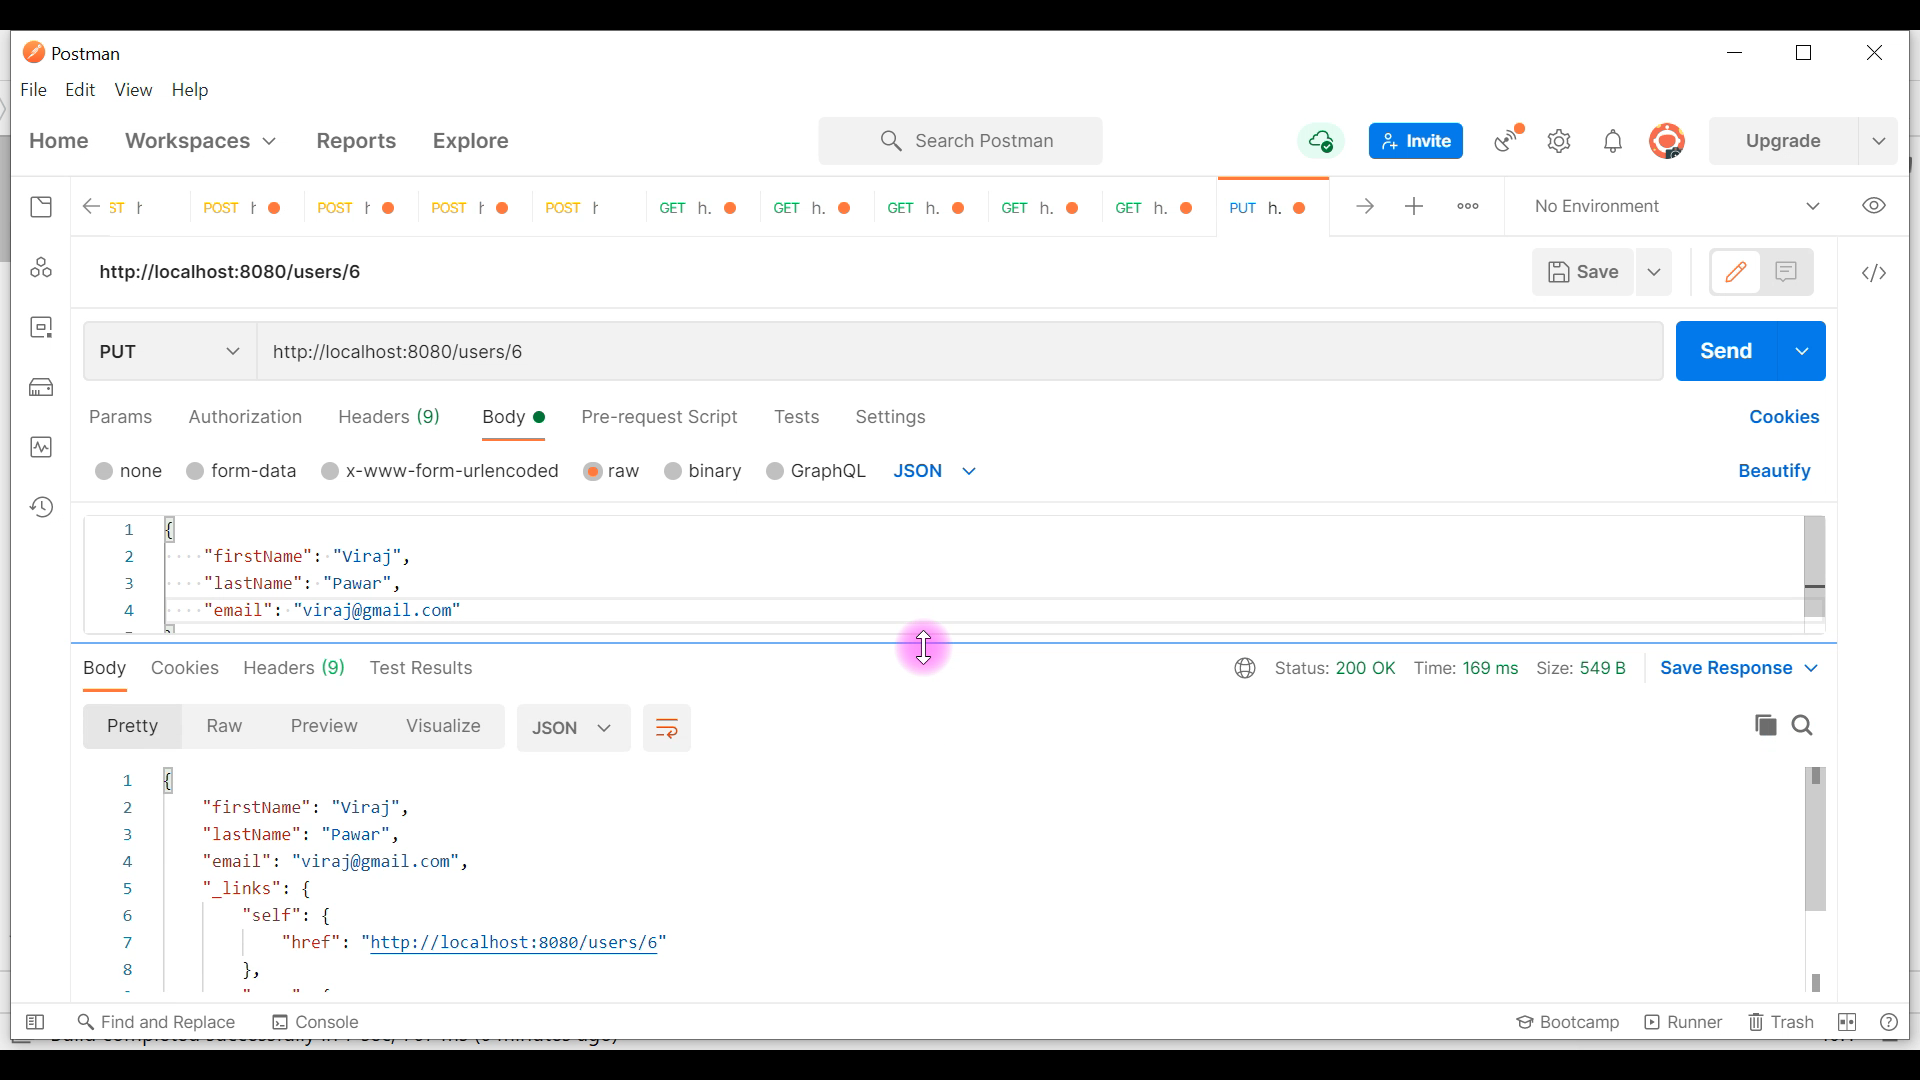 Postman
File Edit View Help
Home Workspaces Reports Explore Search Postman Invite Upgrade
ST h POST h POST h POST h POST h GET h. GET h. GET h. GET h. GET h. PUT h. No Environment
http://localhost:8080/users/6 Save
PUT http://localhost:8080/users/6 Send
Params Authorization Headers (9) Body Pre-request Script Tests Settings Cookies
none form-data x-www-form-urlencoded raw binary GraphQL JSON Beautify
1 {
2 "firstName": "Viraj",
3 "lastName": "Pawar",
4 "email": "viraj@gmail.com"
Body Cookies Headers (9) Test Results Status: 200 OK Time: 169 ms Size: 549 B Save Response
Pretty Raw Preview Visualize JSON
1 {
2 "firstName": "Viraj",
3 "lastName": "Pawar",
4 "email": "viraj@gmail.com",
5 "_links": {
6 "self": {
7 "href": "http://localhost:8080/users/6"
8 },
Find and Replace Console Bootcamp Runner Trash